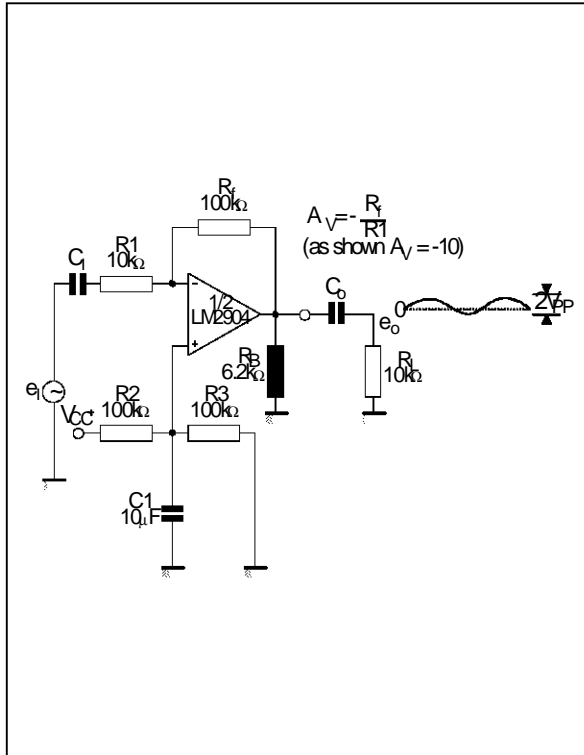 Rf
100kΩ
AV = - Rf
R1
(as shown AV = -10)
R1
10kΩ
CI
1/2
LM2904
Co
0
2VPP
eo
RB
6.2kΩ
RL
10kΩ
eI
~
VCC+
R2
100kΩ
R3
100kΩ
C1
10μF